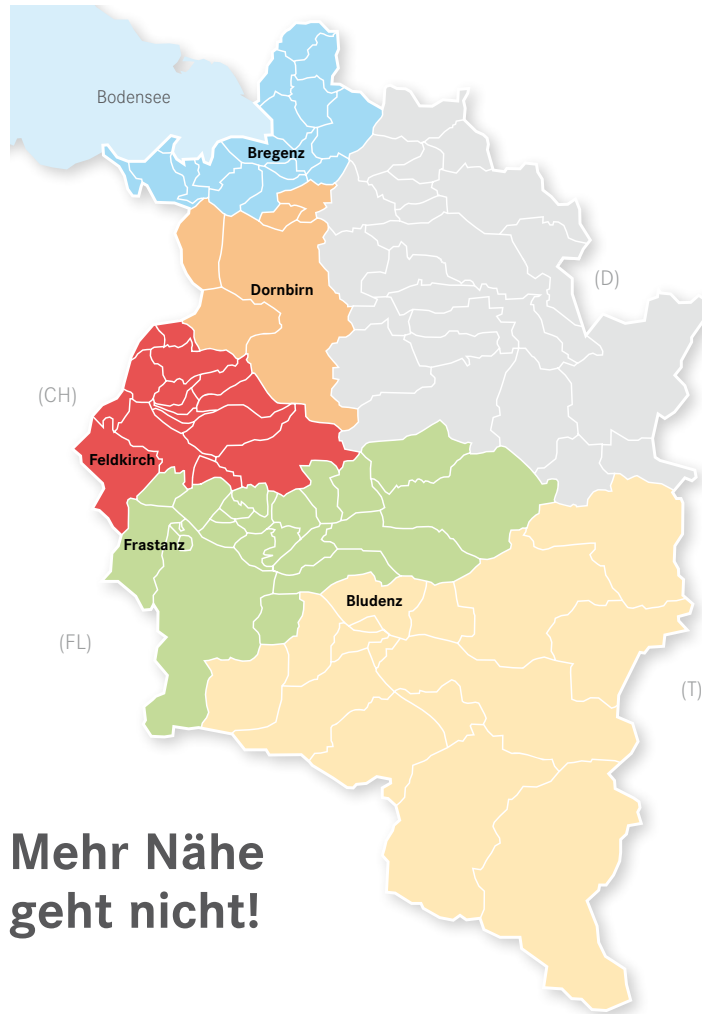 Bodensee
Bregenz
(D)
Dornbirn
(CH)
Feldkirch
Frastanz
Bludenz
(FL)
(T)
Mehr Nähe
geht nicht!